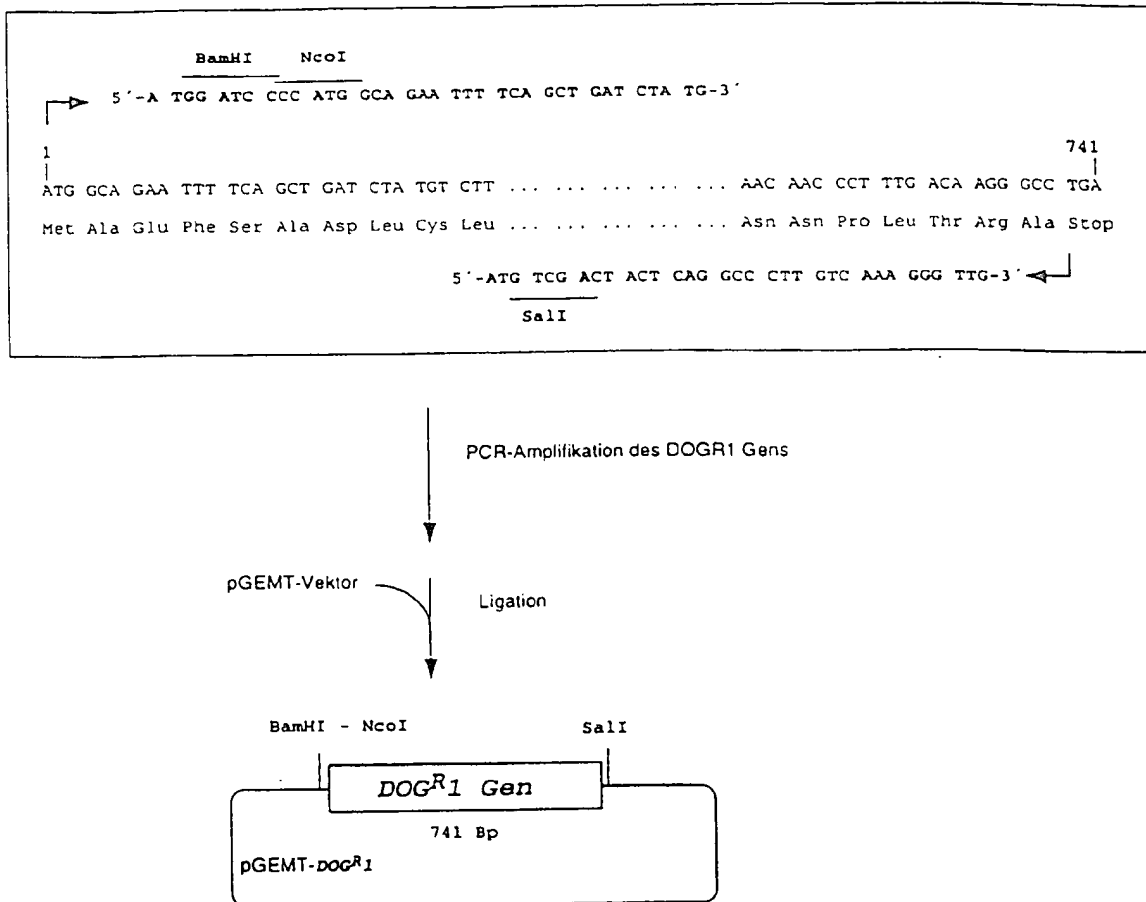 BamHI NcoI
5´-A TGG ATC CCC ATG GCA GAA TTT TCA GCT GAT CTA TG-3´
1 741
ATG GCA GAA TTT TCA GCT GAT CTA TGT CTT ... ... ... ... ... ... AAC AAC CCT TTG ACA AGG GCC TGA
Met Ala Glu Phe Ser Ala Asp Leu Cys Leu ... ... ... ... ... ... Asn Asn Pro Leu Thr Arg Ala Stop
5´-ATG TCG ACT ACT CAG GCC CTT GTC AAA GGG TTG-3´
SalI
PCR-Amplifikation des DOGR1 Gens
pGEMT-Vektor
Ligation
BamHI - NcoI SalI
DOGᴿ1 Gen
741 Bp
pGEMT-DOGᴿ1